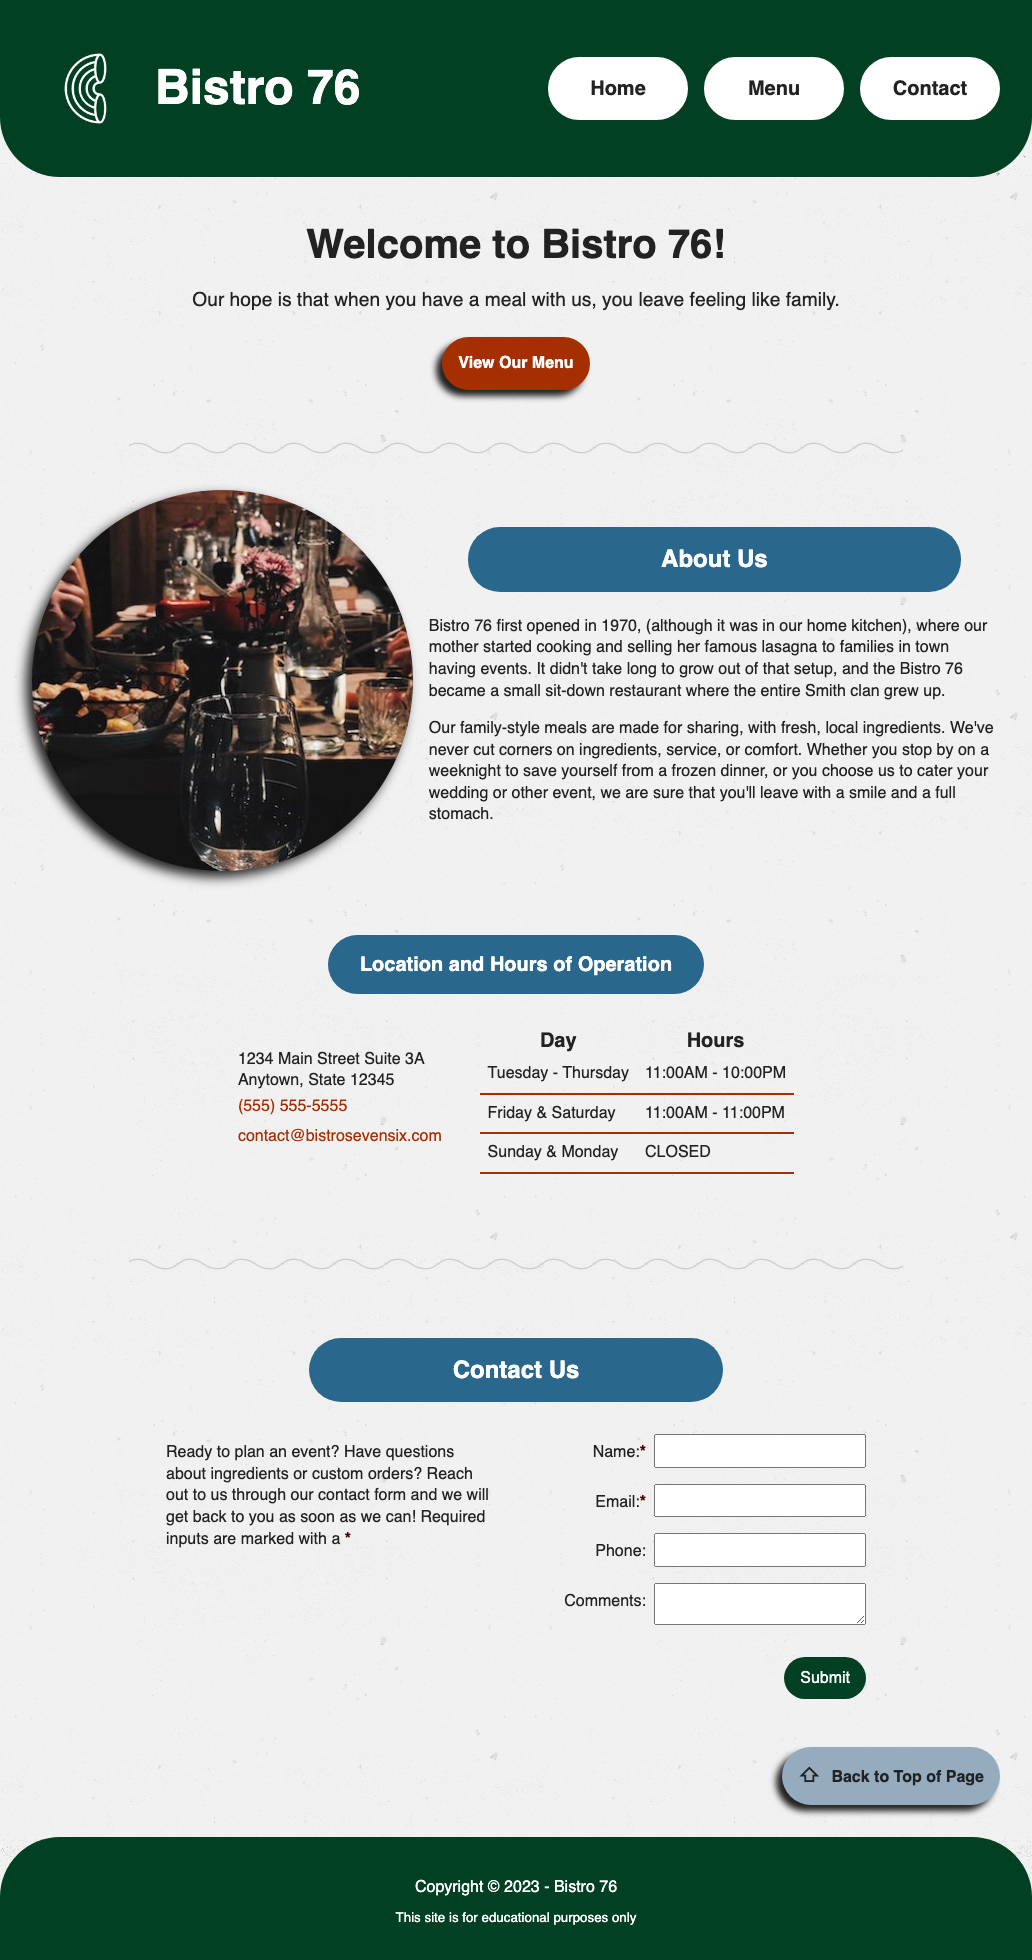 Bistro 76
Home
Menu
Contact
Welcome to Bistro 76!
Our hope is that when you have a meal with us, you leave feeling like family.
View Our Menu
About Us
Bistro 76 first opened in 1970, (although it was in our home kitchen), where our
mother started cooking and selling her famous lasagna to families in town
having events. It didn't take long to grow out of that setup, and the Bistro 76
became a small sit-down restaurant where the entire Smith clan grew up.
Our family-style meals are made for sharing, with fresh, local ingredients. We've
never cut corners on ingredients, service, or comfort. Whether you stop by on a
weeknight to save yourself from a frozen dinner, or you choose us to cater your
wedding or other event, we are sure that you'll leave with a smile and a full
stomach.
Location and Hours of Operation
1234 Main Street Suite 3A
Anytown, State 12345
(555) 555-5555
contact@bistrosevensix.com
Day Hours
Tuesday - Thursday 11:00AM - 10:00PM
Friday & Saturday 11:00AM - 11:00PM
Sunday & Monday CLOSED
Contact Us
Ready to plan an event? Have questions
about ingredients or custom orders? Reach
out to us through our contact form and we will
get back to you as soon as we can! Required
inputs are marked with a *
Name:*
Email:*
Phone:
Comments:
Submit
Back to Top of Page
Copyright © 2023 - Bistro 76
This site is for educational purposes only